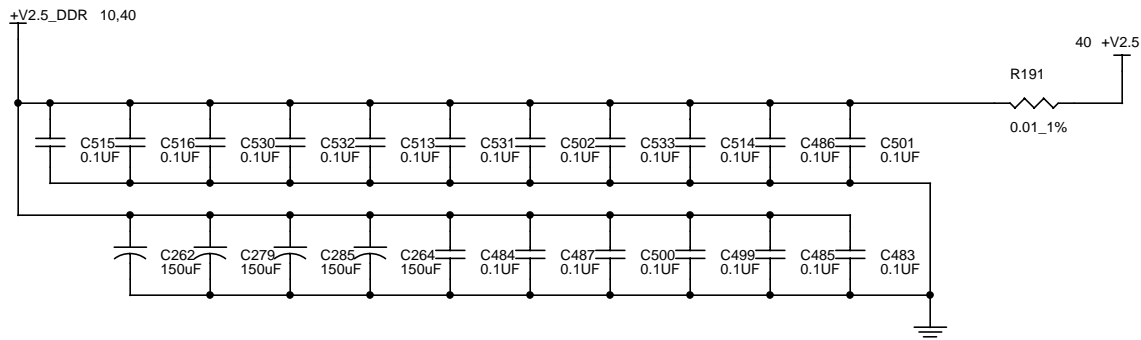 +V2.5_DDR 10,40
40 +V2.5
R191
0.01_1%
C515 C516 C530 C532 C513 C531 C502 C533 C514 C486 C501
0.1UF 0.1UF 0.1UF 0.1UF 0.1UF 0.1UF 0.1UF 0.1UF 0.1UF 0.1UF 0.1UF
C262 C279 C285 C264 C484 C487 C500 C499 C485 C483
150uF 150uF 150uF 150uF 0.1UF 0.1UF 0.1UF 0.1UF 0.1UF 0.1UF